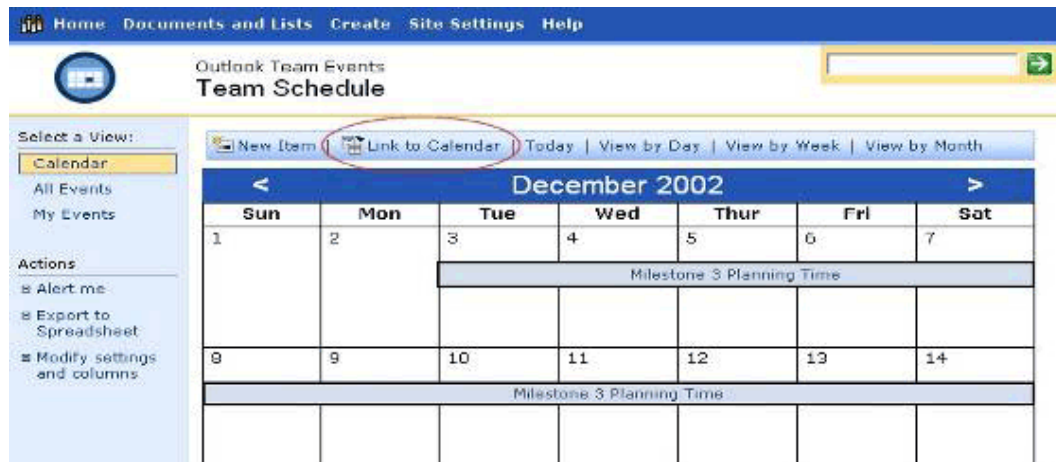 Home Documents and Lists Create Site Settings Help
Outlook Team Events
Team Schedule
Select a View:
Calendar
All Events
My Events
Actions
Alert me
Export to
Spreadsheet
Modify settings
and columns
New Item | Link to Calendar | Today | View by Day | View by Week | View by Month
< December 2002 >
Sun Mon Tue Wed Thur Fri Sat
1 2 3 4 5 6 7
Milestone 3 Planning Time
8 9 10 11 12 13 14
Milestone 3 Planning Time